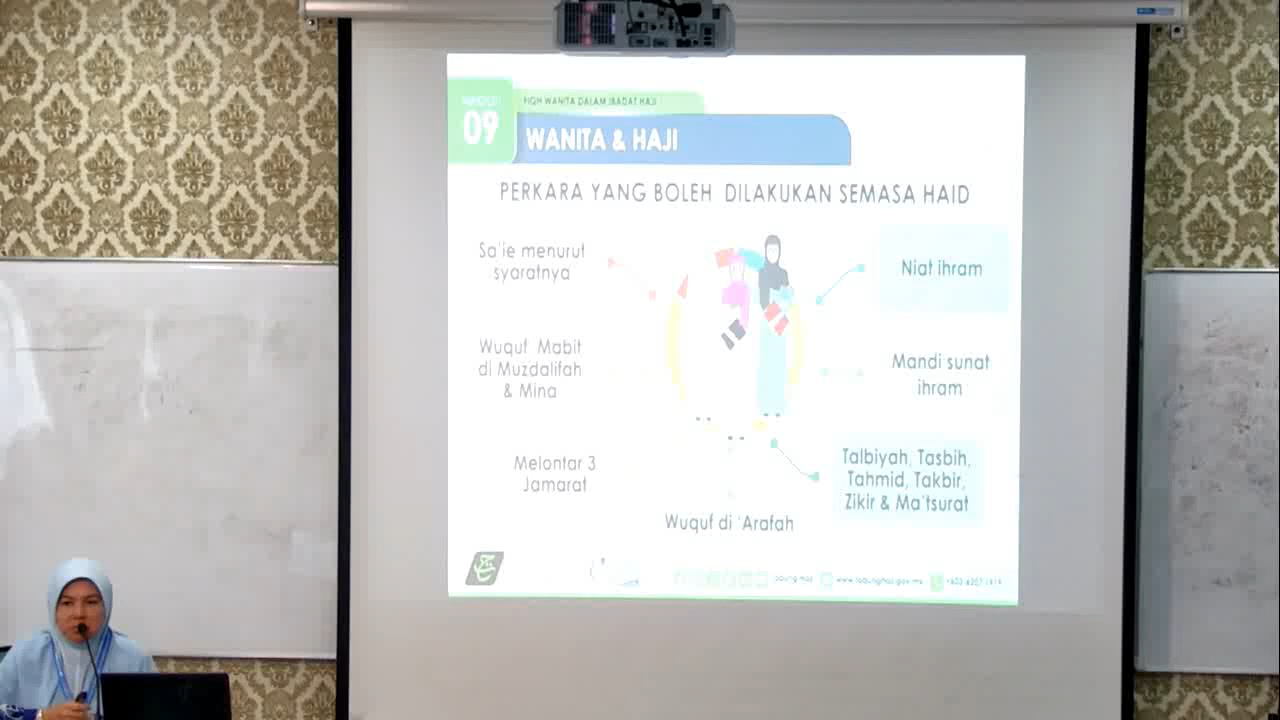 09
FIQH WANITA DALAM IBADAT HAJI
WANITA & HAJI
PERKARA YANG BOLEH DILAKUKAN SEMASA HAID
Sa'ie menurut
syaratnya
Niat ihram
Wuquf Mabit
di Muzdalifah
& Mina
Mandi sunat
ihram
Melontar 3
Jamarat
Talbiyah, Tasbih,
Tahmid, Takbir,
Zikir & Ma'tsurat
Wuquf di 'Arafah
www.tabunghaji.gov.my